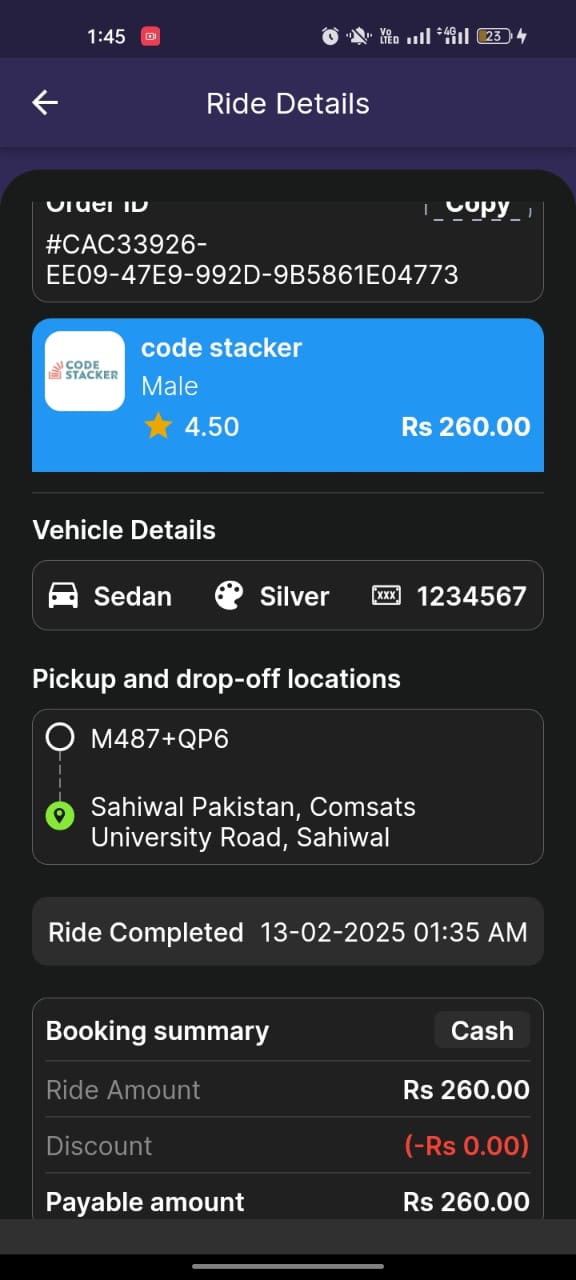 1:45
Vo
LTED
4G
23
Ride Details
Order ID
Copy
#CAC33926-
EE09-47E9-992D-9B5861E04773
CODE
STACKER
code stacker
Male
4.50
Rs 260.00
Vehicle Details
Sedan
Silver
XXX
1234567
Pickup and drop-off locations
M487+QP6
Sahiwal Pakistan, Comsats
University Road, Sahiwal
Ride Completed 13-02-2025 01:35 AM
Booking summary
Cash
Ride Amount
Rs 260.00
Discount
(-Rs 0.00)
Payable amount
Rs 260.00